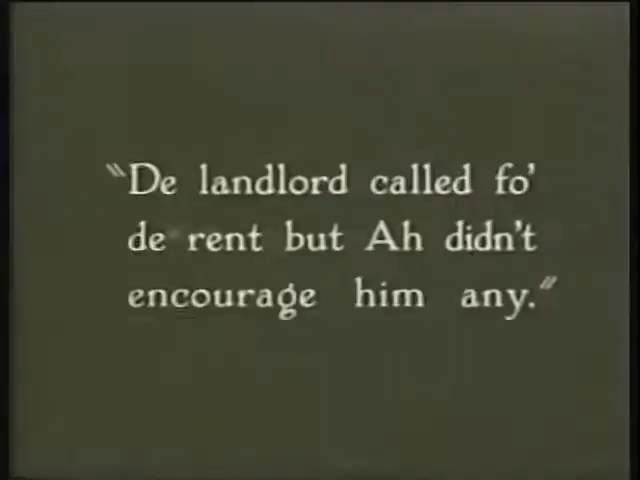 "De landlord called fo'
de rent but Ah didn't
encourage him any."